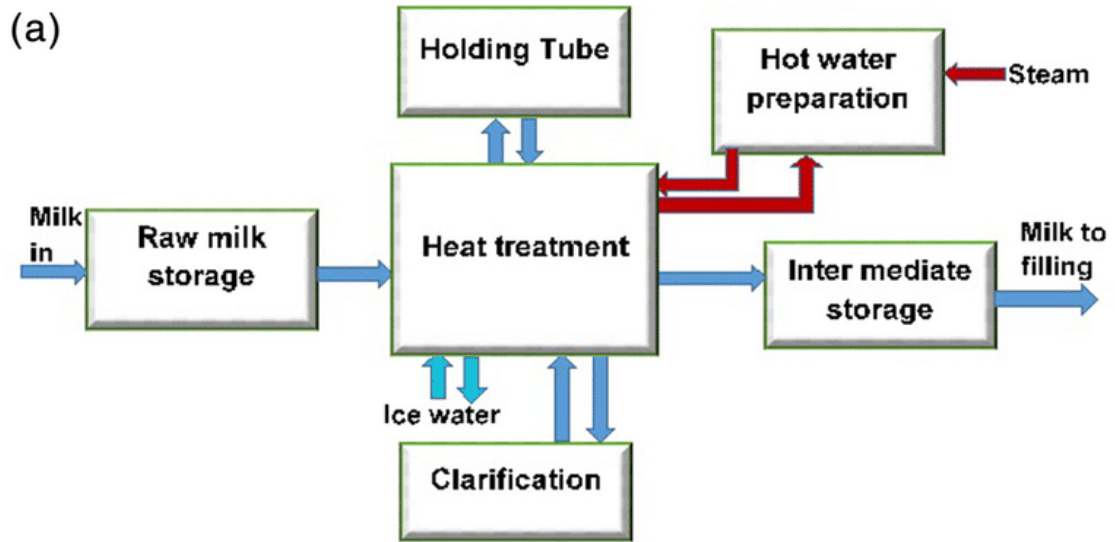 (a)
Holding Tube
Hot water
preparation
Steam
Milk
in
Raw milk
storage
Heat treatment
Inter mediate
storage
Milk to
filling
Ice water
Clarification